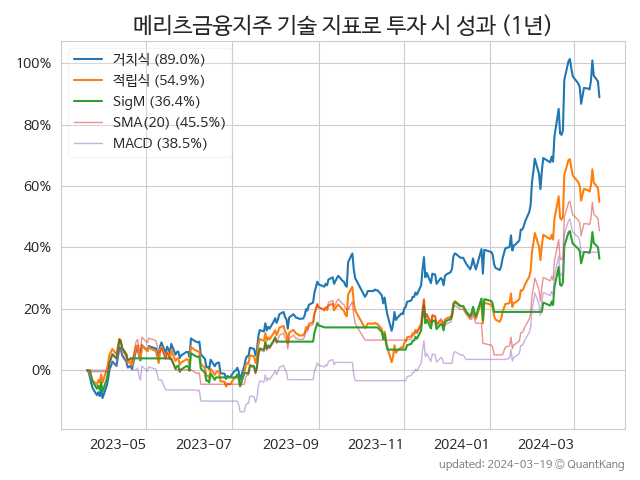 메리츠금융지주 기술 지표로 투자 시 성과 (1년)
거치식 (89.0%)
적립식 (54.9%)
SigM (36.4%)
SMA(20) (45.5%)
MACD (38.5%)
100%
80%
60%
40%
20%
0%
2023-05 2023-07 2023-09 2023-11 2024-01 2024-03
updated: 2024-03-19 © QuantKang